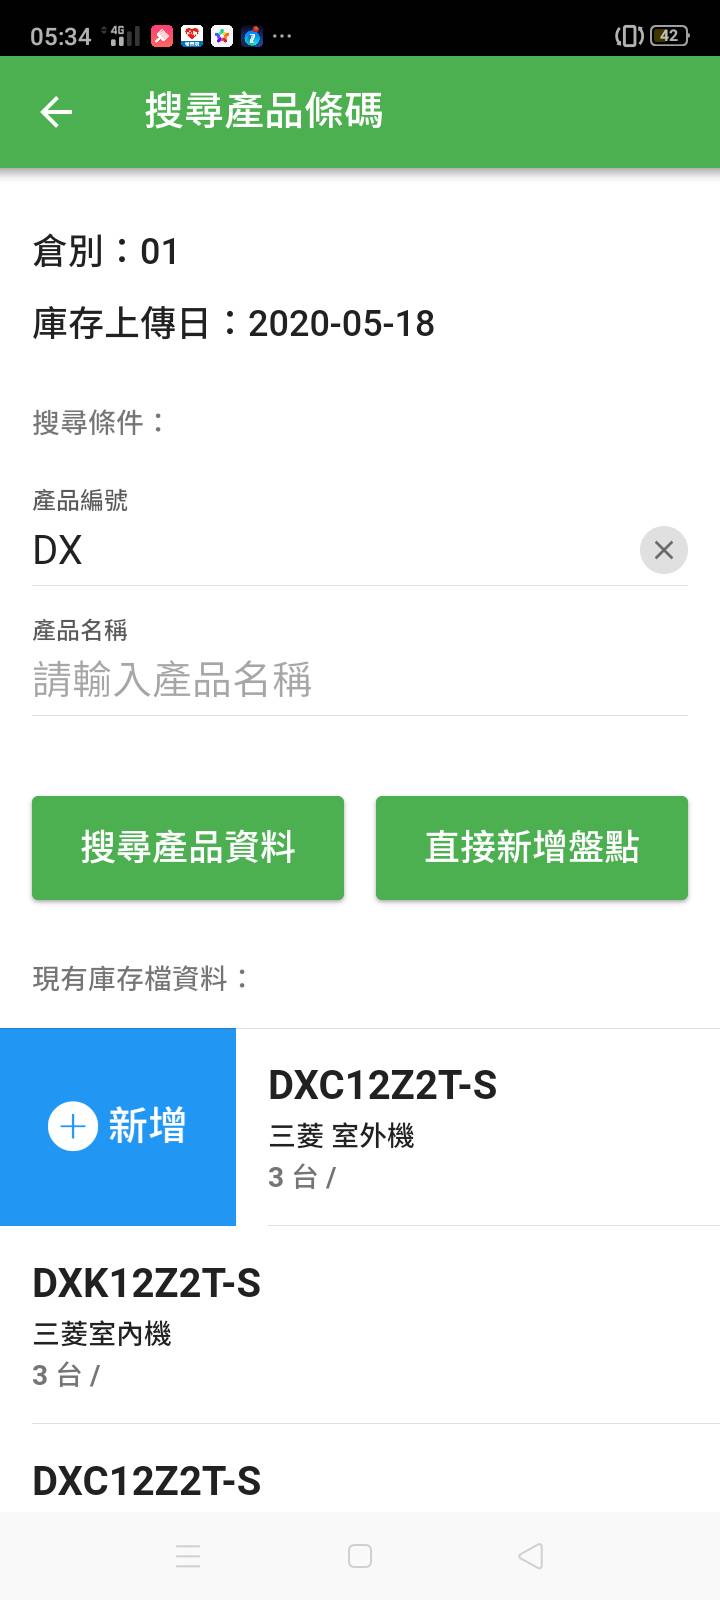 05:34 4G 42
搜尋產品條碼
倉別：01
庫存上傳日：2020-05-18
搜尋條件：
產品編號
DX
產品名稱
請輸入產品名稱
搜尋產品資料 直接新增盤點
現有庫存檔資料：
新增
DXC12Z2T-S
三菱 室外機
3 台 /
DXK12Z2T-S
三菱室內機
3 台 /
DXC12Z2T-S